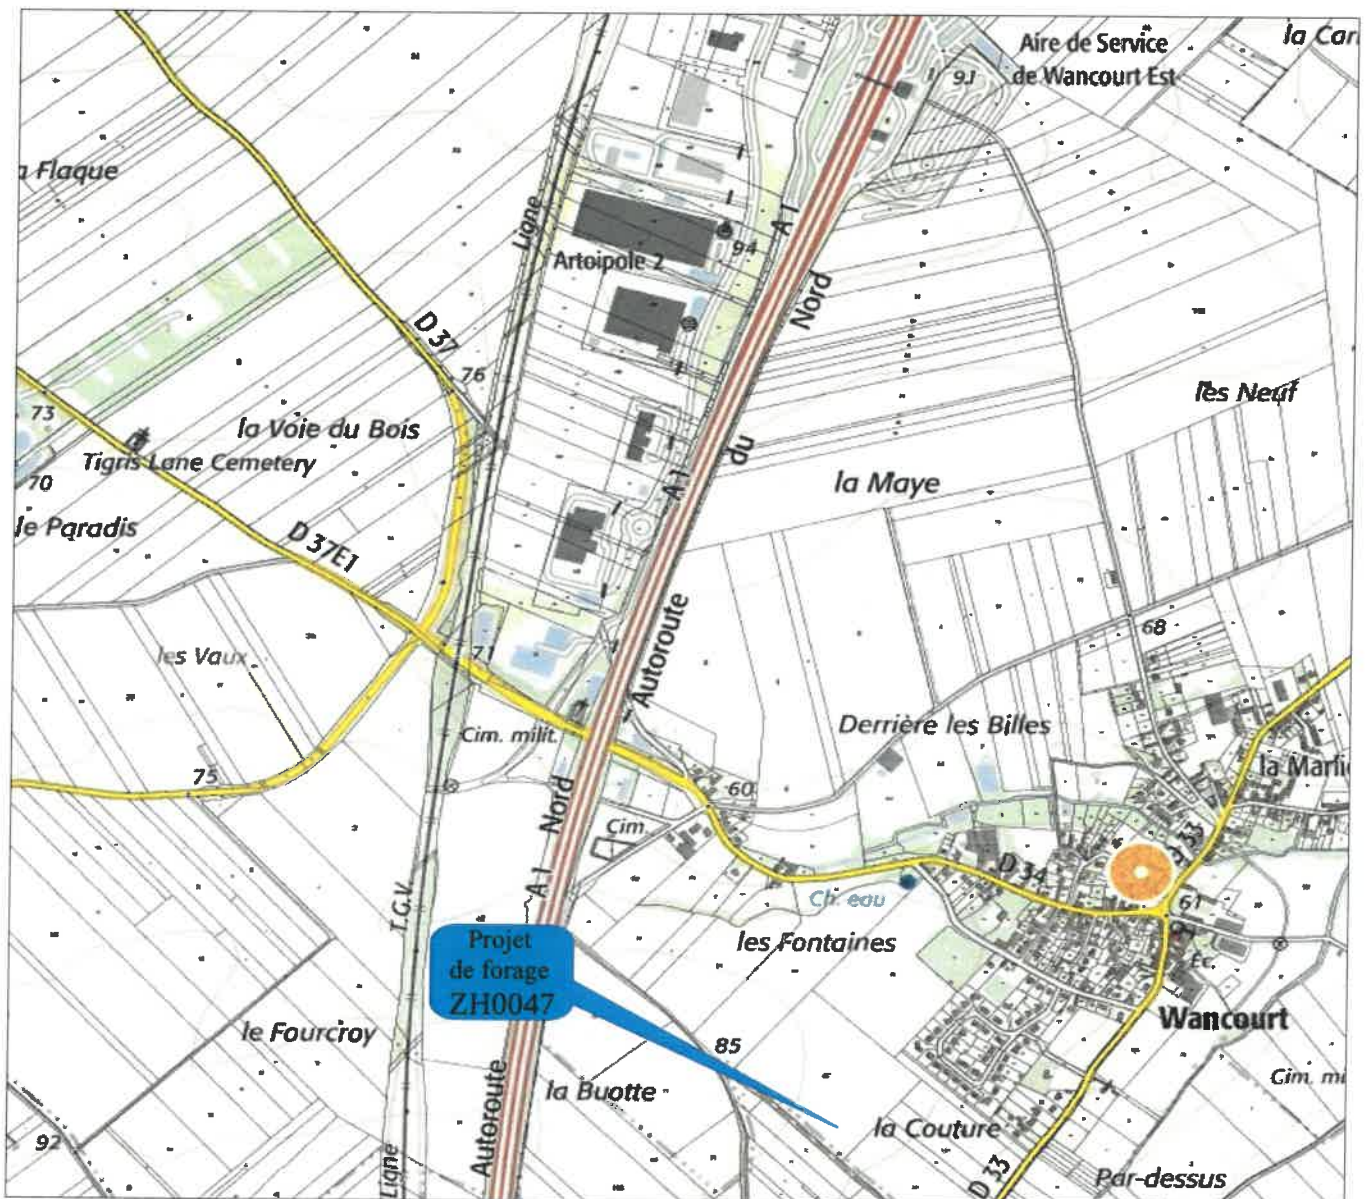 Aire de Service
de Wancourt Est
la Car
91
a Flaque
Ligne
A 1
94
Artoipole 2
Nord
D 37
76
les Neuf
73
la Voie du Bois
Tigris Lane Cemetery
70
du
A 1
la Maye
le Paradis
D 37E1
Autoroute
68
les Vaux
71
Cim. milit.
Derrière les Billes
la Marli
75
60
Nord
Cim.
D 33
D 34
A 1
Ch. eau
61
T.G.V.
Projet
de forage
ZH0047
les Fontaines
Éc.
Wancourt
le Fourciroy
85
Cim. mi
la Buotte
Autoroute
la Couture
92
Ligne
D 33
Par-dessus